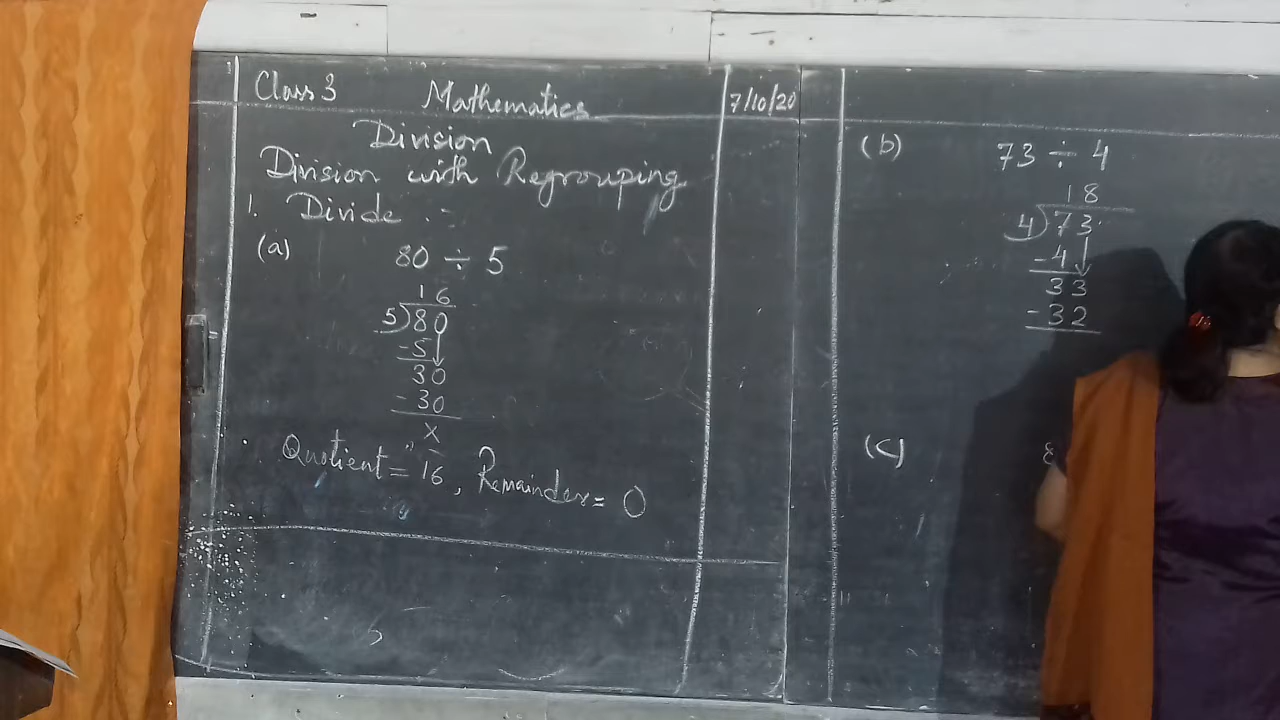 Class 3 Mathematics 7/10/20
Division
Division with Regrouping
1. Divide :-
(a) 80 ÷ 5
16
5)80
-5
30
-30
x
Quotient = 16, Remainder = 0
(b) 73 ÷ 4
18
4)73
-4
33
-32
(c) 8